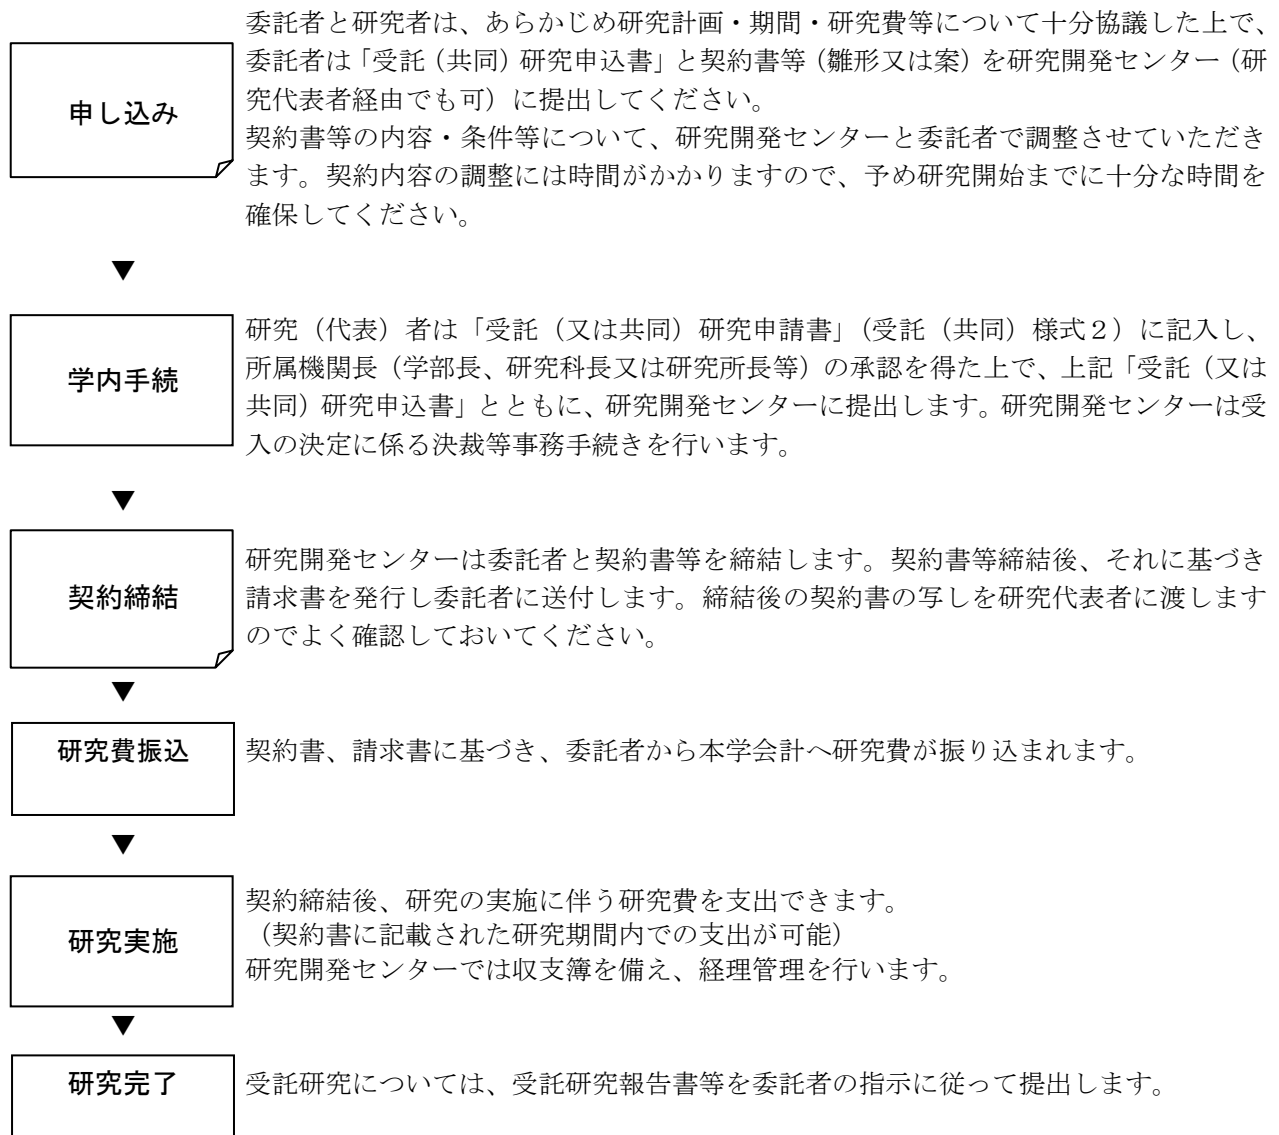 委託者と研究者は、あらかじめ研究計画・期間・研究費等について十分協議した上で、
委託者は「受託（共同）研究申込書」と契約書等（雛形又は案）を研究開発センター（研
究代表者経由でも可）に提出してください。
契約書等の内容・条件等について、研究開発センターと委託者で調整させていただき
ます。契約内容の調整には時間がかかりますので、予め研究開始までに十分な時間を
確保してください。
申し込み
▼
研究（代表）者は「受託（又は共同）研究申請書」（受託（共同）様式２）に記入し、
所属機関長（学部長、研究科長又は研究所長等）の承認を得た上で、上記「受託（又は
共同）研究申込書」とともに、研究開発センターに提出します。研究開発センターは受
入の決定に係る決裁等事務手続きを行います。
学内手続
▼
研究開発センターは委託者と契約書等を締結します。契約書等締結後、それに基づき
請求書を発行し委託者に送付します。締結後の契約書の写しを研究代表者に渡します
のでよく確認しておいてください。
契約締結
▼
研究費振込
契約書、請求書に基づき、委託者から本学会計へ研究費が振り込まれます。
▼
契約締結後、研究の実施に伴う研究費を支出できます。
（契約書に記載された研究期間内での支出が可能）
研究開発センターでは収支簿を備え、経理管理を行います。
研究実施
▼
研究完了
受託研究については、受託研究報告書等を委託者の指示に従って提出します。